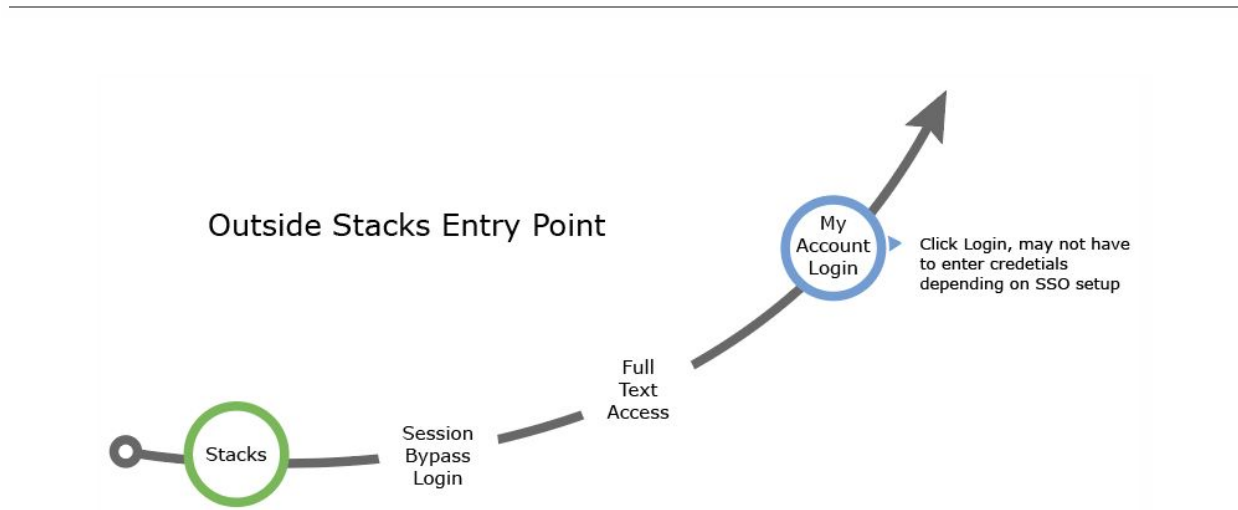 Outside Stacks Entry Point
Stacks
Session
Bypass
Login
Full
Text
Access
My
Account
Login
Click Login, may not have
to enter credetials
depending on SSO setup